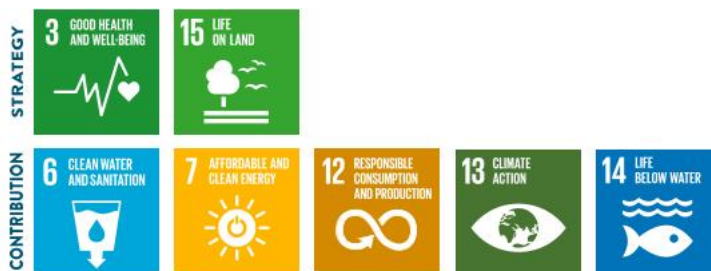 STRATEGY
3 GOOD HEALTH
AND WELL-BEING
15 LIFE
ON LAND
CONTRIBUTION
6 CLEAN WATER
AND SANITATION
7 AFFORDABLE AND
CLEAN ENERGY
12 RESPONSIBLE
CONSUMPTION
AND PRODUCTION
13 CLIMATE
ACTION
14 LIFE
BELOW WATER